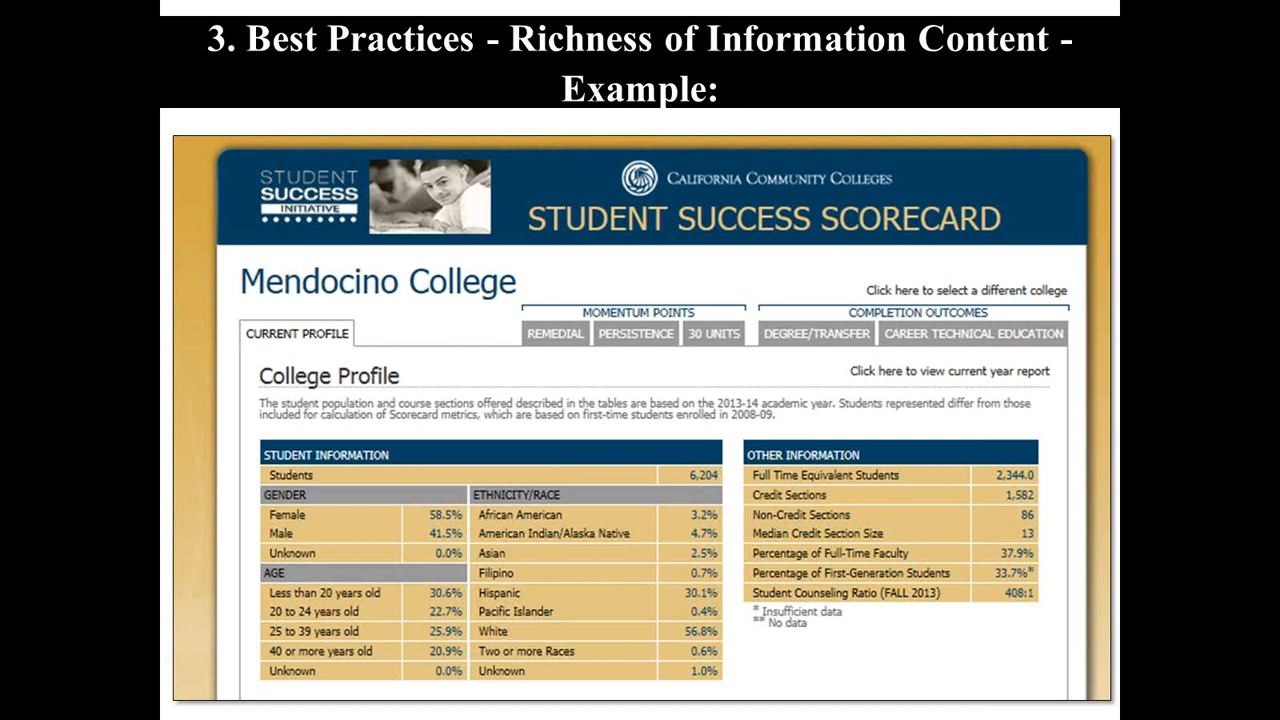 3. Best Practices - Richness of Information Content -
Example:
STUDENT
SUCCESS
INITIATIVE
CALIFORNIA COMMUNITY COLLEGES
STUDENT SUCCESS SCORECARD
Mendocino College
Click here to select a different college
MOMENTUM POINTS
COMPLETION OUTCOMES
CURRENT PROFILE
REMEDIAL
PERSISTENCE
30 UNITS
DEGREE/TRANSFER
CAREER TECHNICAL EDUCATION
College Profile
Click here to view current year report
The student population and course sections offered described in the tables are based on the 2013-14 academic year. Students represented differ from those
included for calculation of Scorecard metrics, which are based on first-time students enrolled in 2008-09.
STUDENT INFORMATION
Students 6,204
GENDER
Female 58.5%
Male 41.5%
Unknown 0.0%
AGE
Less than 20 years old 30.6%
20 to 24 years old 22.7%
25 to 39 years old 25.9%
40 or more years old 20.9%
Unknown 0.0%
ETHNICITY/RACE
African American 3.2%
American Indian/Alaska Native 4.7%
Asian 2.5%
Filipino 0.7%
Hispanic 30.1%
Pacific Islander 0.4%
White 56.8%
Two or more Races 0.6%
Unknown 1.0%
OTHER INFORMATION
Full Time Equivalent Students 2,344.0
Credit Sections 1,582
Non-Credit Sections 86
Median Credit Section Size 13
Percentage of Full-Time Faculty 37.9%
Percentage of First-Generation Students 33.7%*
Student Counseling Ratio (FALL 2013) 408:1
* Insufficient data
** No data